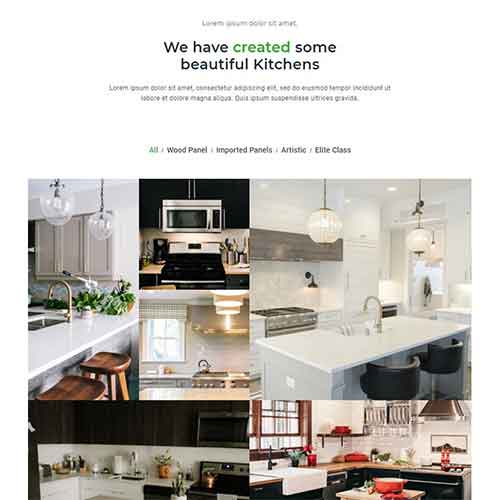 Lorem ipsum dolor sit amet,
We have created some
beautiful Kitchens
Lorem ipsum dolor sit amet, consectetur adipiscing elit, sed do eiusmod tempor incididunt ut
labore et dolore magna aliqua. Quis ipsum suspendisse ultrices gravida.
All / Wood Panel / Imported Panels / Artistic / Elite Class